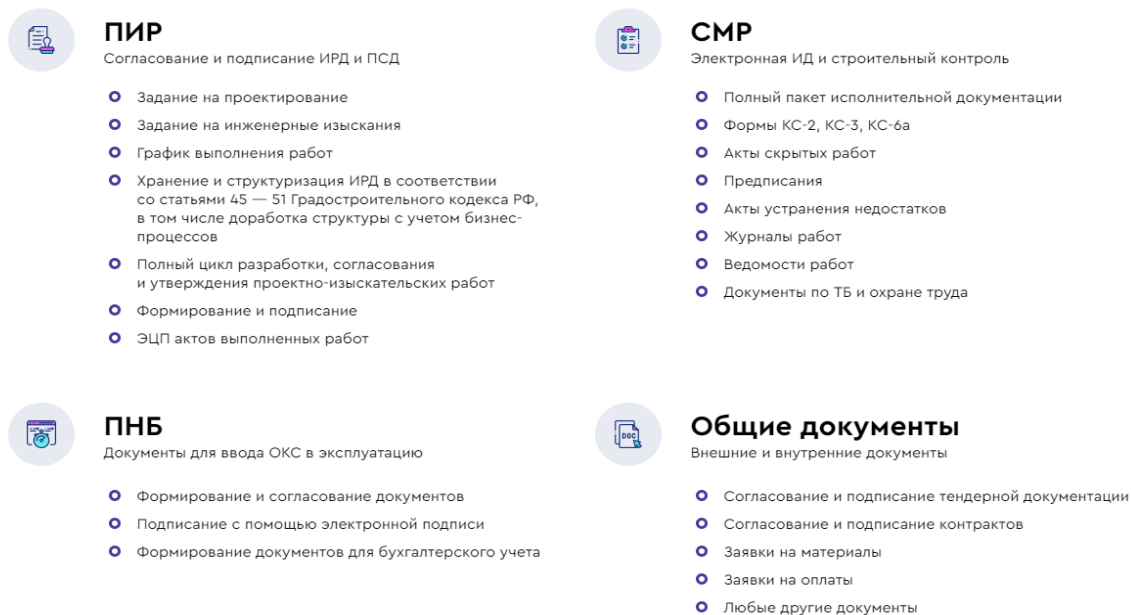 ПИР
Согласование и подписание ИРД и ПСД
Задание на проектирование
Задание на инженерные изыскания
График выполнения работ
Хранение и структуризация ИРД в соответствии
со статьями 45 — 51 Градостроительного кодекса РФ,
в том числе доработка структуры с учетом бизнес-
процессов
Полный цикл разработки, согласования
и утверждения проектно-изыскательских работ
Формирование и подписание
ЭЦП актов выполненных работ
СМР
Электронная ИД и строительный контроль
Полный пакет исполнительной документации
Формы КС-2, КС-3, КС-6а
Акты скрытых работ
Предписания
Акты устранения недостатков
Журналы работ
Ведомости работ
Документы по ТБ и охране труда
ПНБ
Документы для ввода ОКС в эксплуатацию
Формирование и согласование документов
Подписание с помощью электронной подписи
Формирование документов для бухгалтерского учета
DOC
Общие документы
Внешние и внутренние документы
Согласование и подписание тендерной документации
Согласование и подписание контрактов
Заявки на материалы
Заявки на оплаты
Любые другие документы